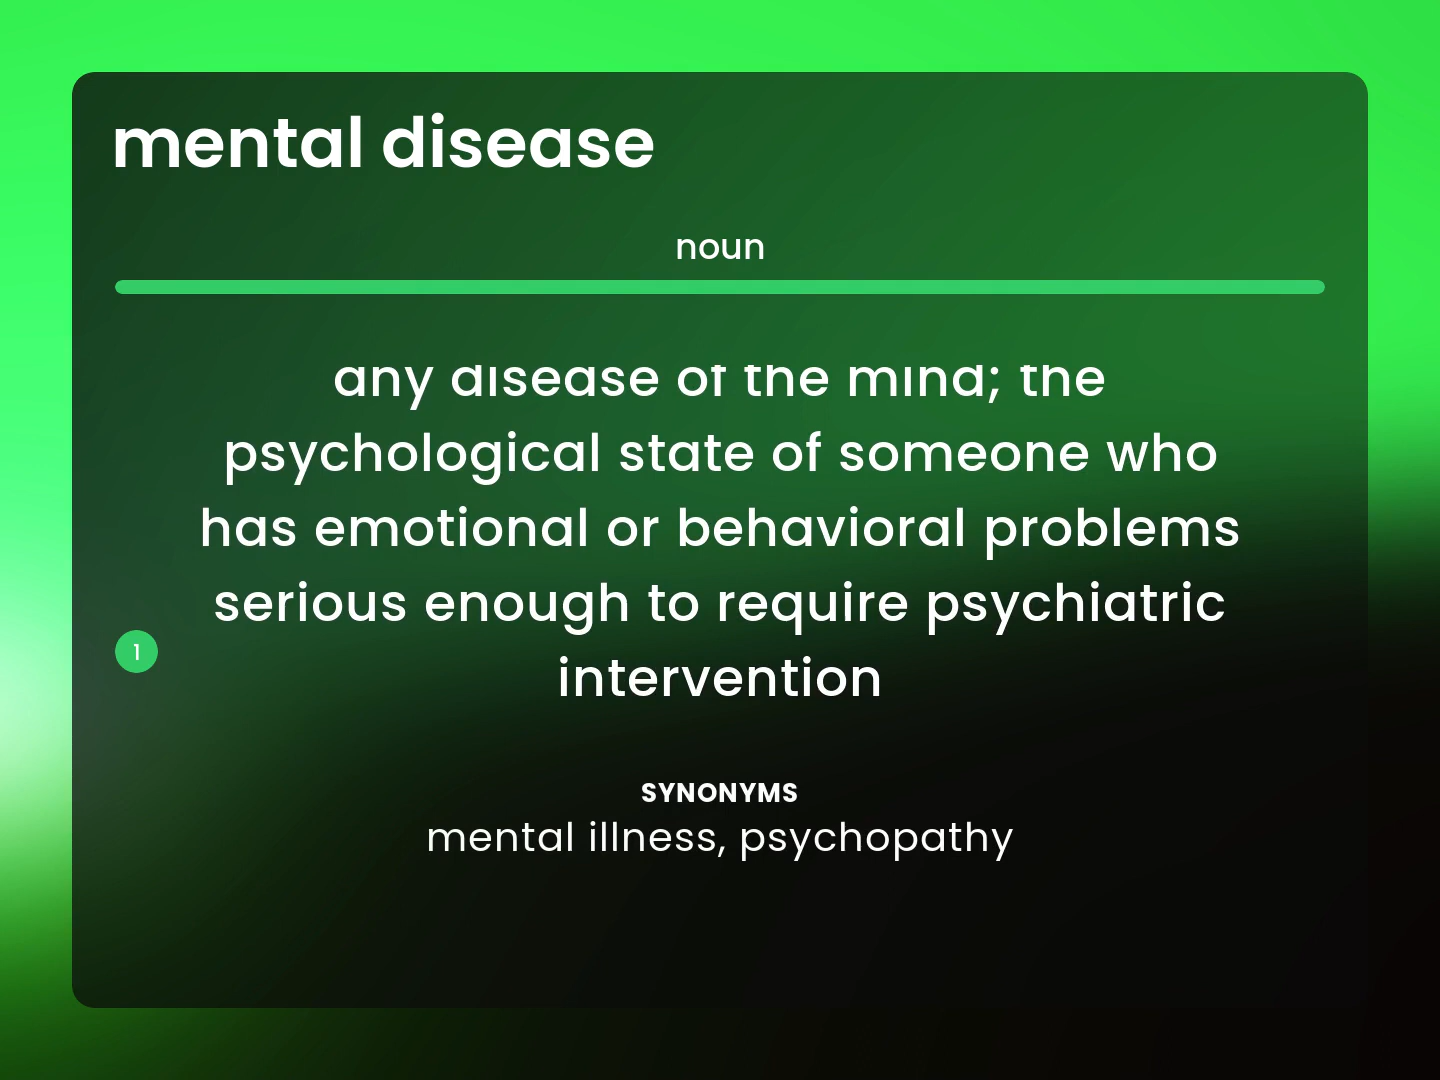 mental disease
noun
any disease of the mind; the
psychological state of someone who
has emotional or behavioral problems
serious enough to require psychiatric
1
intervention
SYNONYMS
mental illness, psychopathy